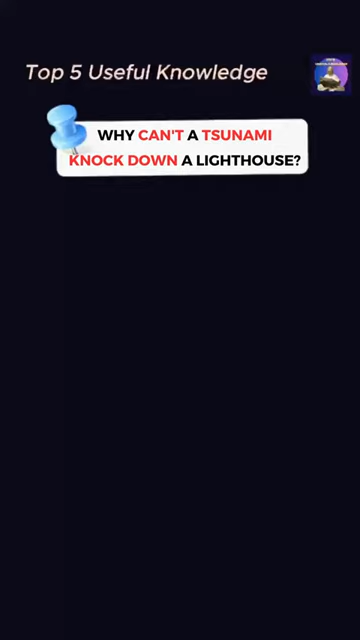 Top 5 Useful Knowledge
WHY CAN'T A TSUNAMI
KNOCK DOWN A LIGHTHOUSE?